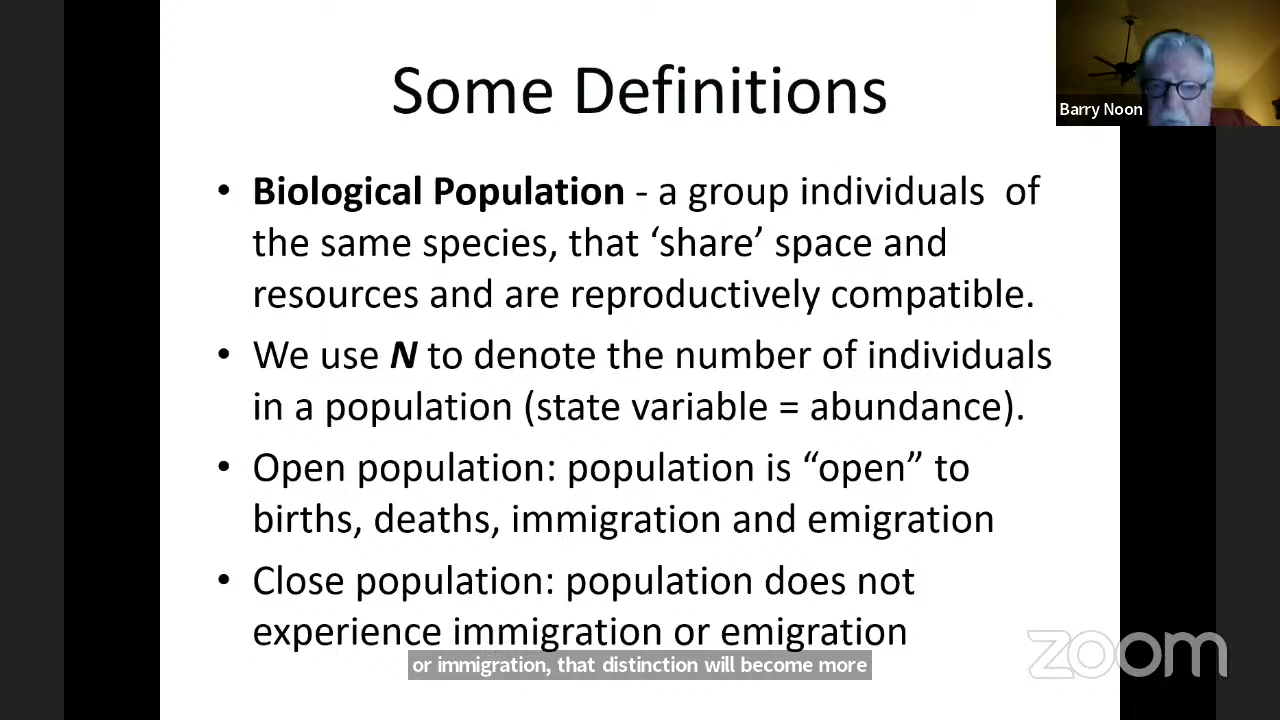 Some Definitions
Barry Noon
• Biological Population - a group individuals  of
the same species, that ‘share’ space and
resources and are reproductively compatible.
• We use N to denote the number of individuals
in a population (state variable = abundance).
• Open population: population is “open” to
births, deaths, immigration and emigration
• Close population: population does not
experience immigration or emigration
or immigration, that distinction will become more
zoom